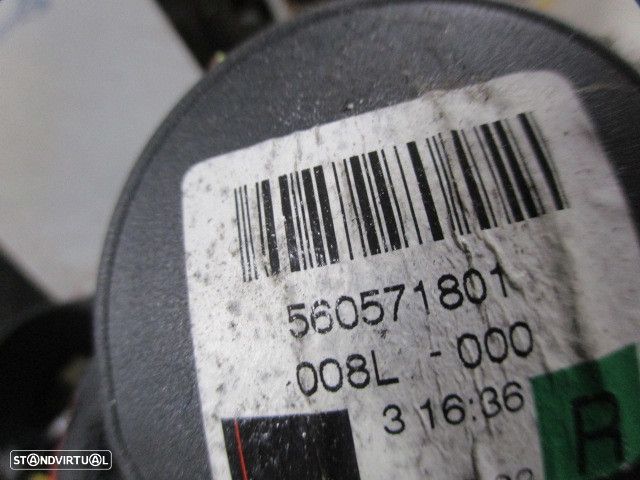 560571801
008L - 000
3 16:36
R
STANDVIRTUAL